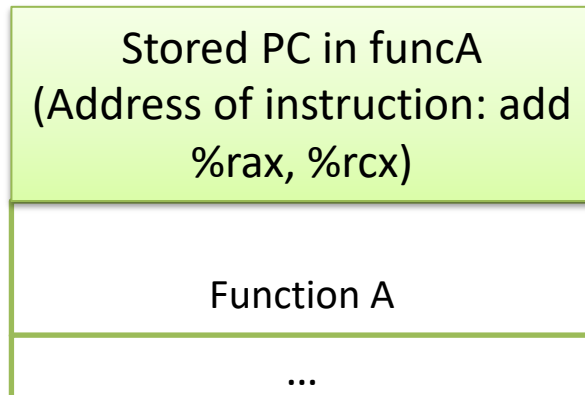 Stored PC in funcA
(Address of instruction: add
%rax, %rcx)
Function A
...